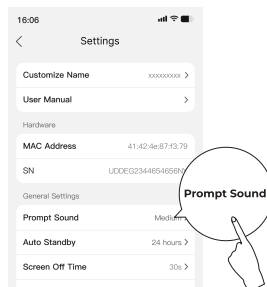 16:06
Settings
Customize Name xxxxxxxxx
User Manual
Hardware
MAC Address 41:42:4e:87:f3:79
SN UDDEG2344654656N
General Settings
Prompt Sound Medium
Prompt Sound
Auto Standby 24 hours
Screen Off Time 30s